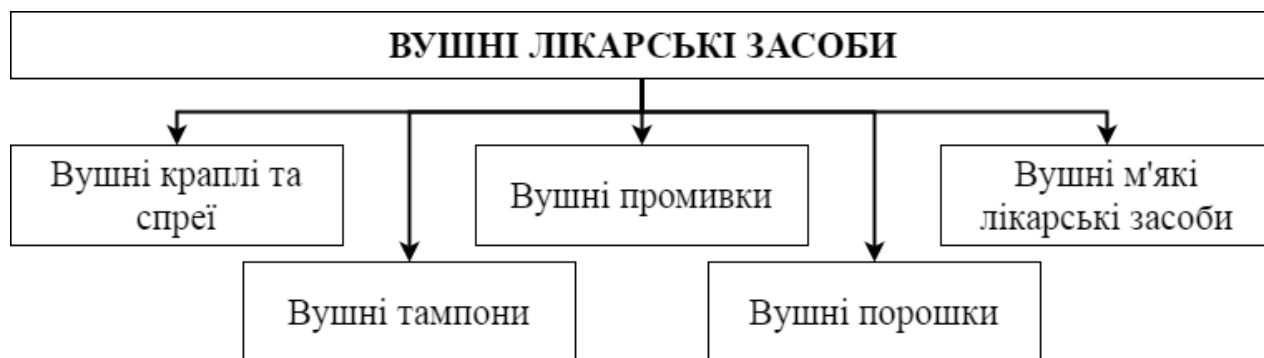 ВУШНІ ЛІКАРСЬКІ ЗАСОБИ
Вушні краплі та
спреї
Вушні промивки
Вушні м'які
лікарські засоби
Вушні тампони
Вушні порошки